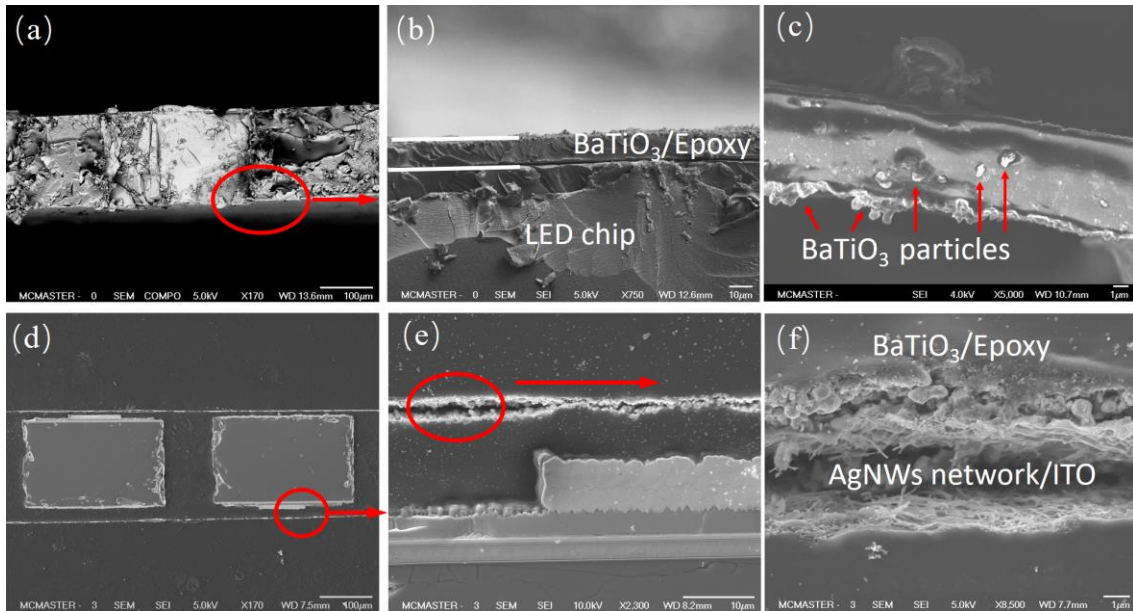 (a)
MCMASTER - 0 SEM COMPO 5.0kV X170 WD 13.6mm 100µm
(b)
BaTiO₃/Epoxy
LED chip
MCMASTER - 0 SEM SEI 5.0kV X750 WD 12.6mm 10µm
(c)
BaTiO₃ particles
MCMASTER - 0 SEI 4.0kV X5,000 WD 10.7mm 1µm
(d)
MCMASTER - 3 SEM SEI 5.0kV X170 WD 7.5mm 100µm
(e)
MCMASTER - 3 SEM SEI 10.0kV X2,300 WD 8.2mm 10µm
(f)
BaTiO₃/Epoxy
AgNWs network/ITO
MCMASTER - 3 SEM SEI 5.0kV X8,500 WD 7.7mm 1µm